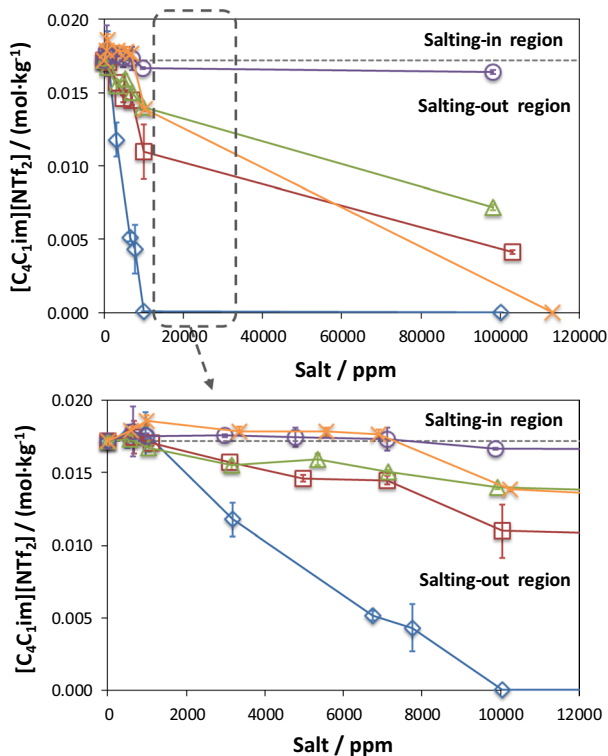 0.020
0.015
0.010
0.005
0.000
[C₄C₁im][NTf₂] / (mol·kg⁻¹)
Salting-in region
Salting-out region
0 20000 40000 60000 80000 100000 120000
Salt / ppm
0.020
0.015
0.010
0.005
0.000
[C₄C₁im][NTf₂] / (mol·kg⁻¹)
Salting-in region
Salting-out region
0 2000 4000 6000 8000 10000 12000
Salt / ppm